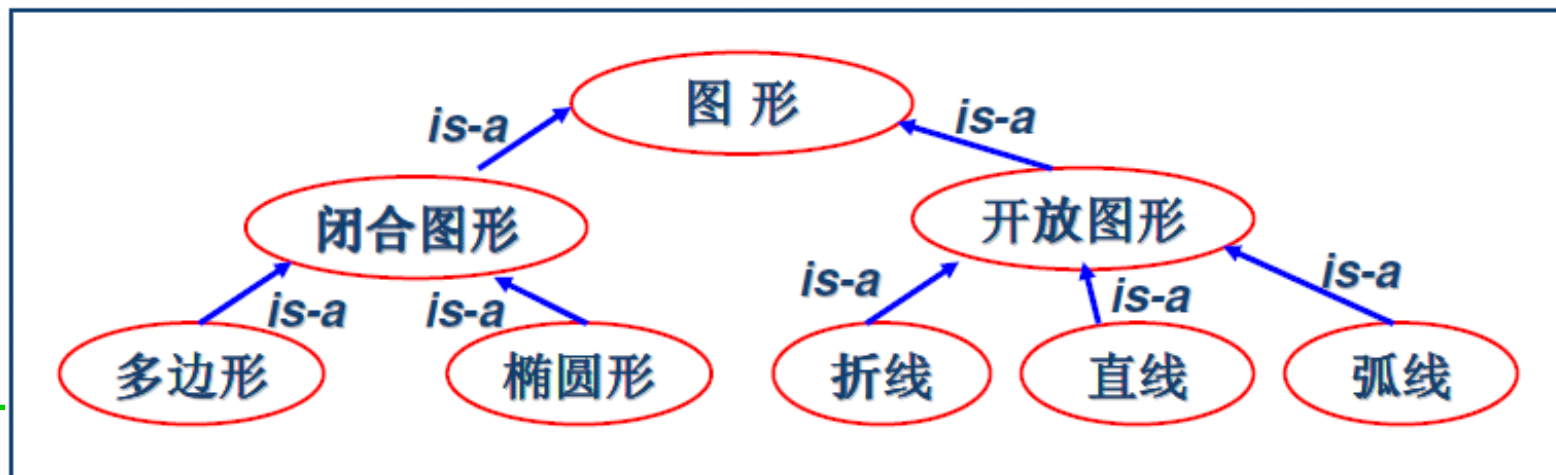 图 形
is-a
is-a
闭合图形
开放图形
is-a
is-a
is-a
is-a
is-a
多边形
椭圆形
折线
直线
弧线